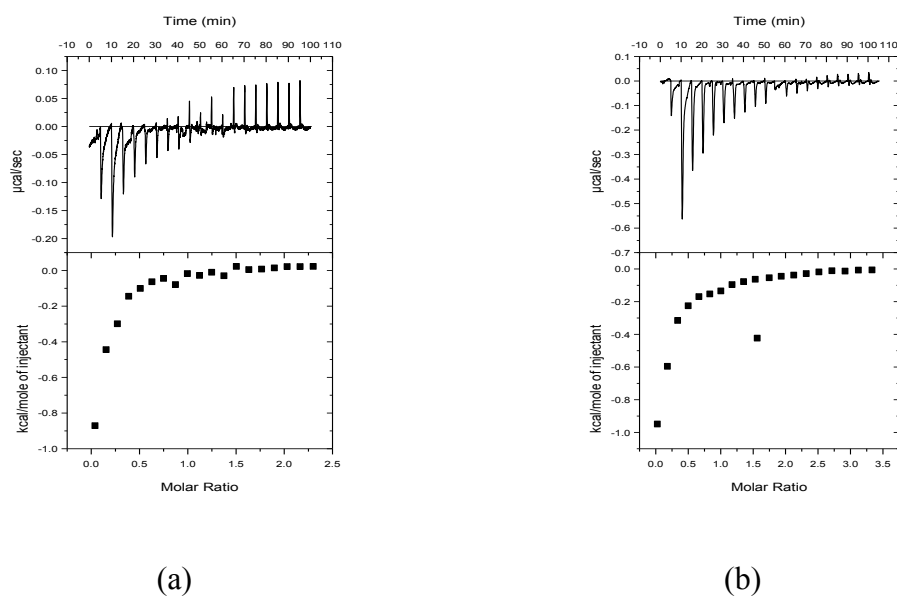 Time (min)
-10 0 10 20 30 40 50 60 70 80 90 100 110
0.10
0.05
0.00
-0.05
-0.10
-0.15
-0.20
µcal/sec
0.0
-0.2
-0.4
-0.6
-0.8
-1.0
kcal/mole of injectant
0.0 0.5 1.0 1.5 2.0 2.5
Molar Ratio
(a)
Time (min)
-10 0 10 20 30 40 50 60 70 80 90 100 110
0.1
0.0
-0.1
-0.2
-0.3
-0.4
-0.5
-0.6
-0.7
µcal/sec
0.0
-0.2
-0.4
-0.6
-0.8
-1.0
kcal/mole of injectant
0.0 0.5 1.0 1.5 2.0 2.5 3.0 3.5
Molar Ratio
(b)